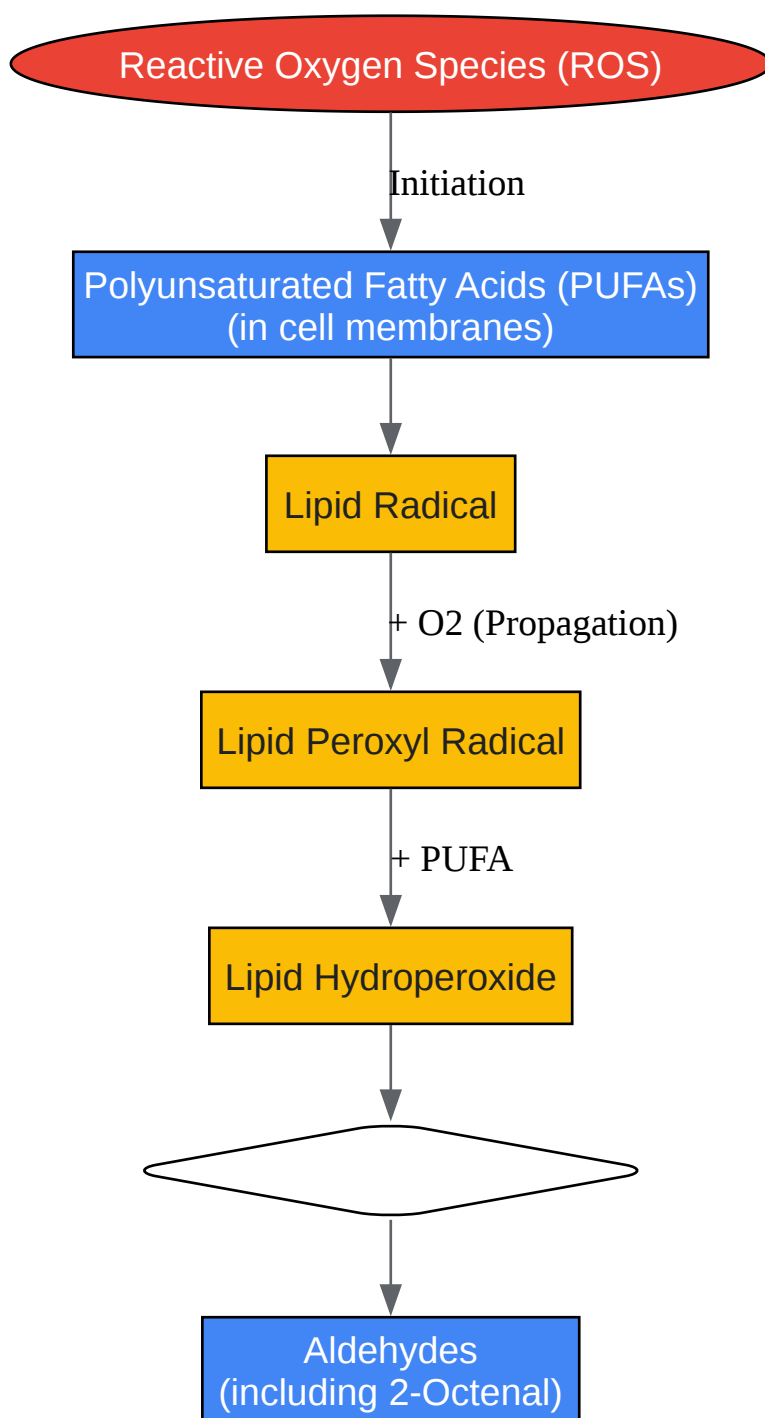 Reactive Oxygen Species (ROS)
Initiation
Polyunsaturated Fatty Acids (PUFAs)
(in cell membranes)
Lipid Radical
+ O2 (Propagation)
Lipid Peroxyl Radical
+ PUFA
Lipid Hydroperoxide
Aldehydes
(including 2-Octenal)